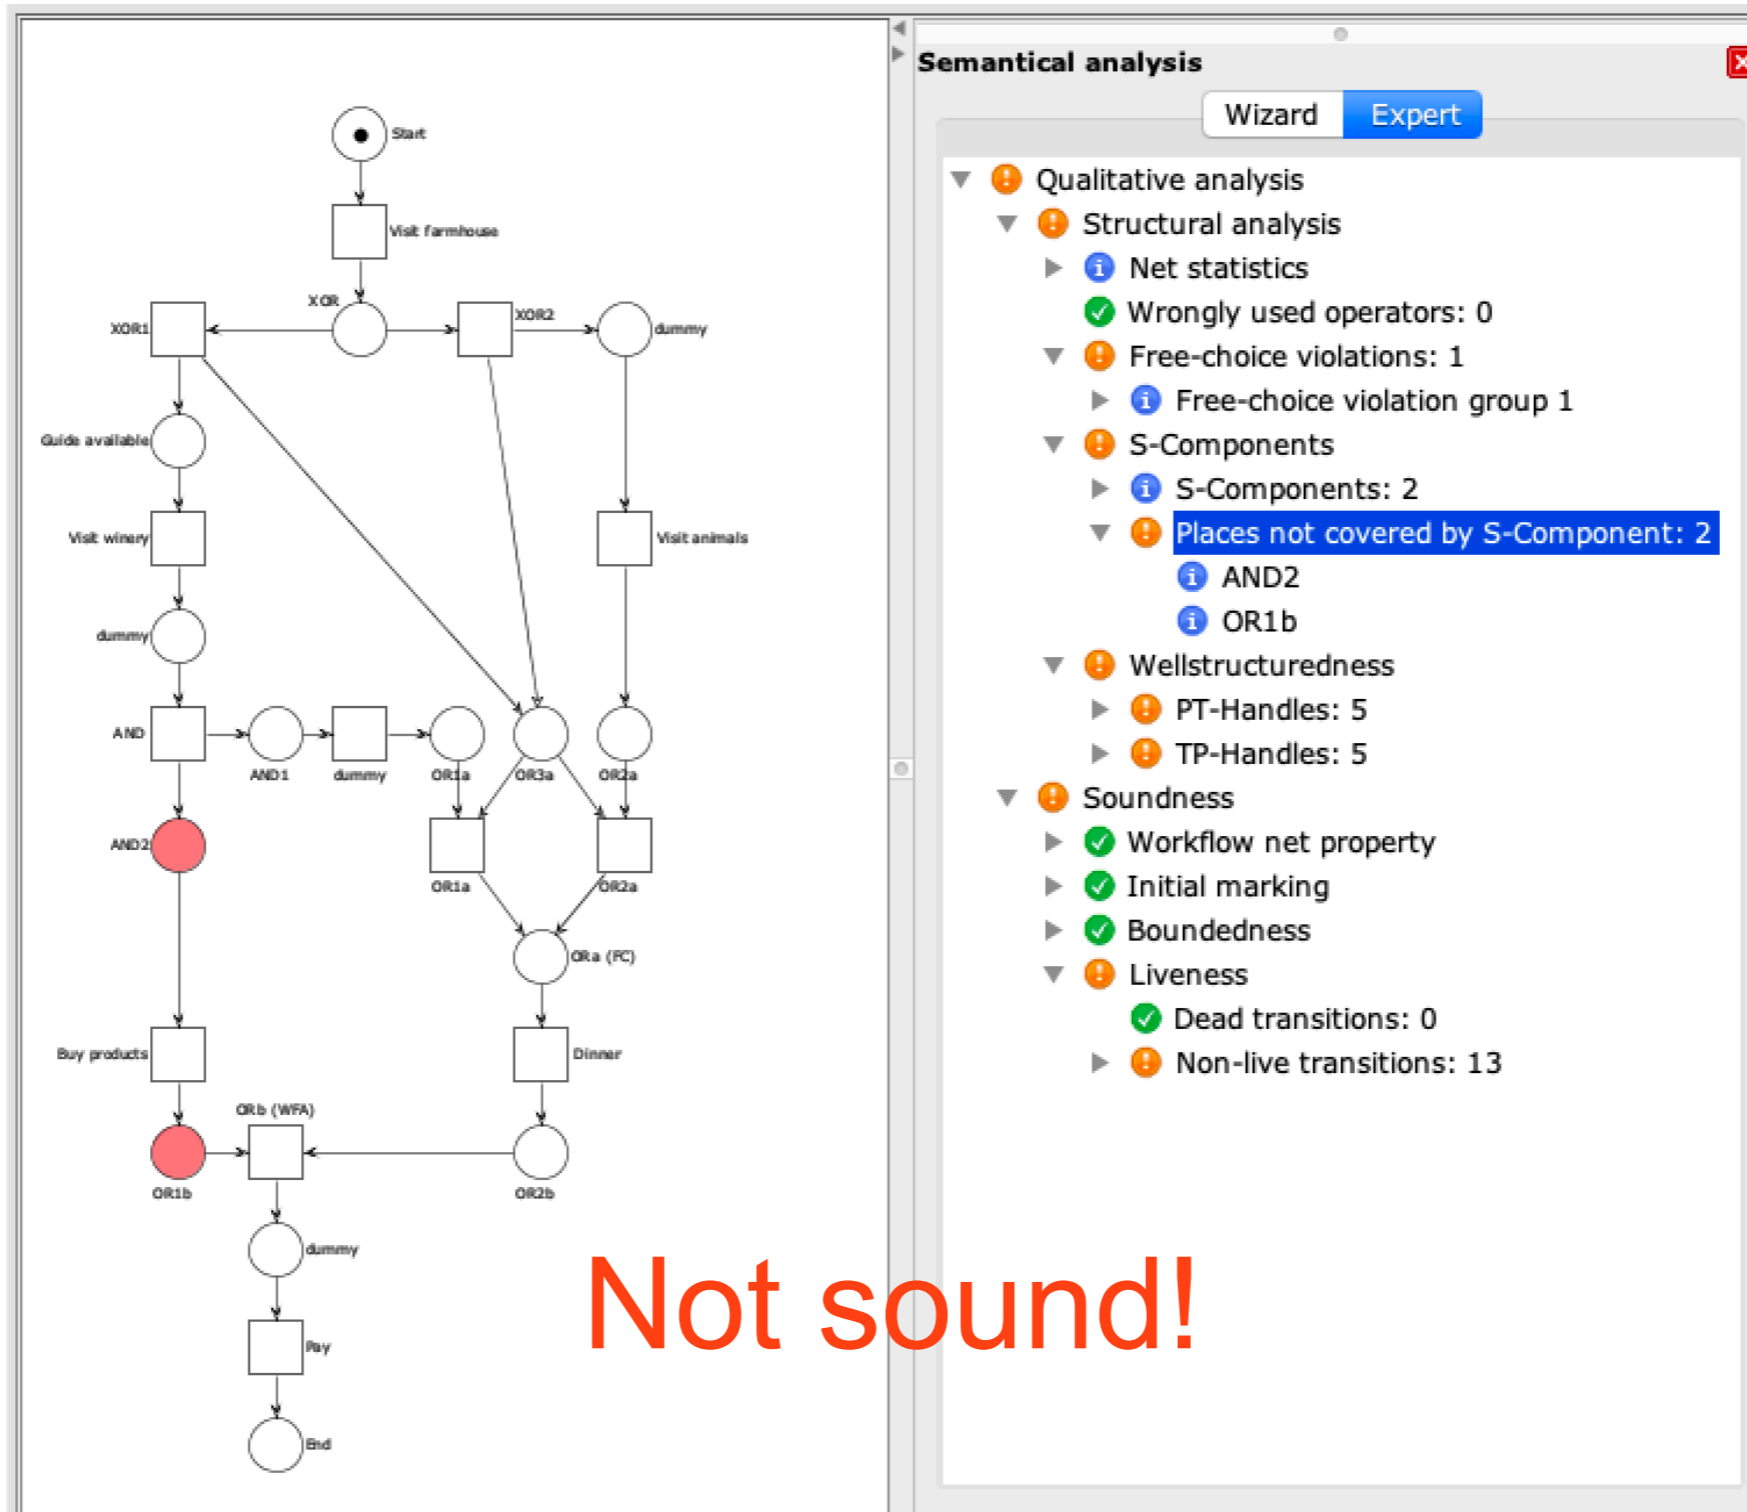 Start
Visit farmhouse
XOR
XOR1
XOR2
dummy
Guide available
Visit winery
Visit animals
dummy
AND
AND1
dummy
OR1a
OR3a
OR2a
AND2
OR1a
OR2a
ORa (FC)
Buy products
Dinner
ORb (WFA)
OR1b
OR2b
dummy
Pay
End
Not sound!
Semantical analysis
Wizard
Expert
Qualitative analysis
Structural analysis
Net statistics
Wrongly used operators: 0
Free-choice violations: 1
Free-choice violation group 1
S-Components
S-Components: 2
Places not covered by S-Component: 2
AND2
OR1b
Wellstructuredness
PT-Handles: 5
TP-Handles: 5
Soundness
Workflow net property
Initial marking
Boundedness
Liveness
Dead transitions: 0
Non-live transitions: 13